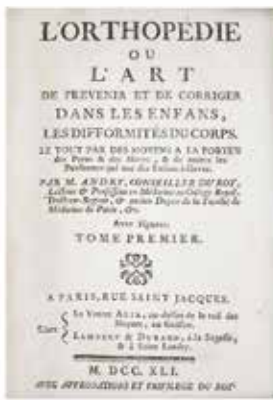 L'ORTHOPEDIE
OU
L'ART
DE PREVENIR ET DE CORRIGER
DANS LES ENFANS,
LES DIFFORMITÉS DU CORPS.
LE TOUT PAR DES MOYENS A LA PORTÉE
des Peres & des Meres, & de toutes les
Personnes qui ont des Enfans à élever.
PAR M. ANDRY, CONSEILLER DU ROY,
Lecteur & Professeur en Medecine au College Royal,
Docteur-Regent, & ancien Doyen de la Faculté de
Medecine de Paris, &c.
Avec Figures.
TOME PREMIER.
A PARIS, RUE SAINT JACQUES.
Chez
La Veuve ALIX, au-dessus de la ruë des
Noyers, au Griffon.
LAMBERT & DURAND, à la Sagesse,
& à Saint Landry.
M. DCC. XLI.
AVEC APPROBATIONS ET PRIVILEGE DU ROY